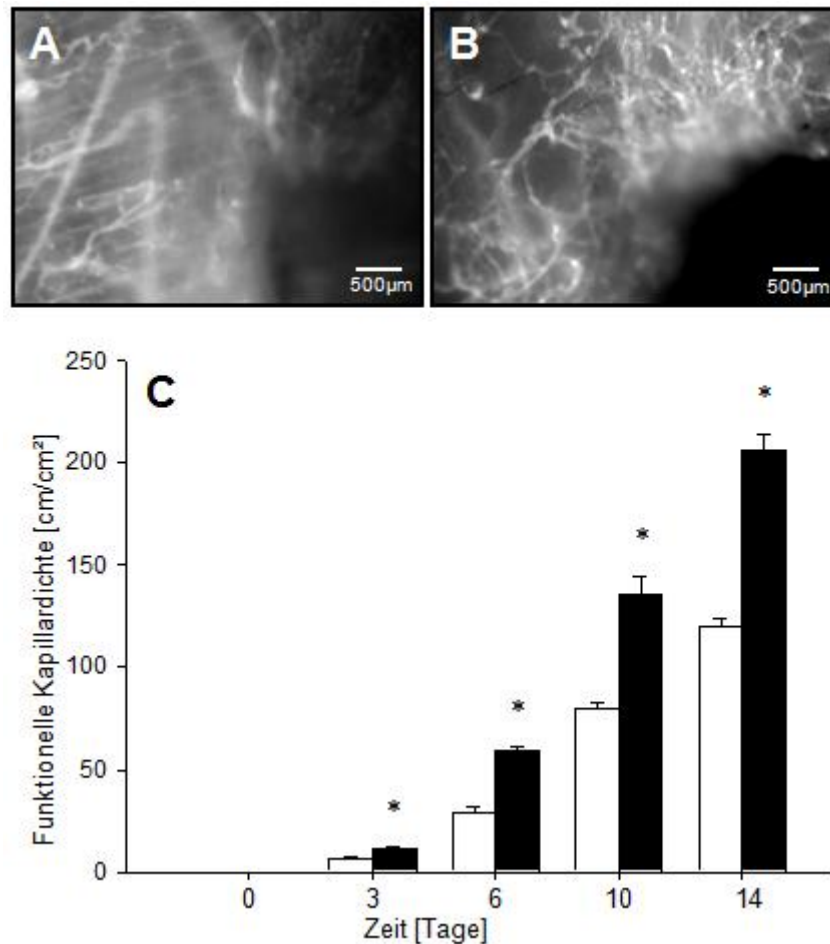 A
B
500µm
500µm
C
Funktionelle Kapillardichte [cm/cm²]
250
200
150
100
50
0
*
*
*
*
0 3 6 10 14
Zeit [Tage]